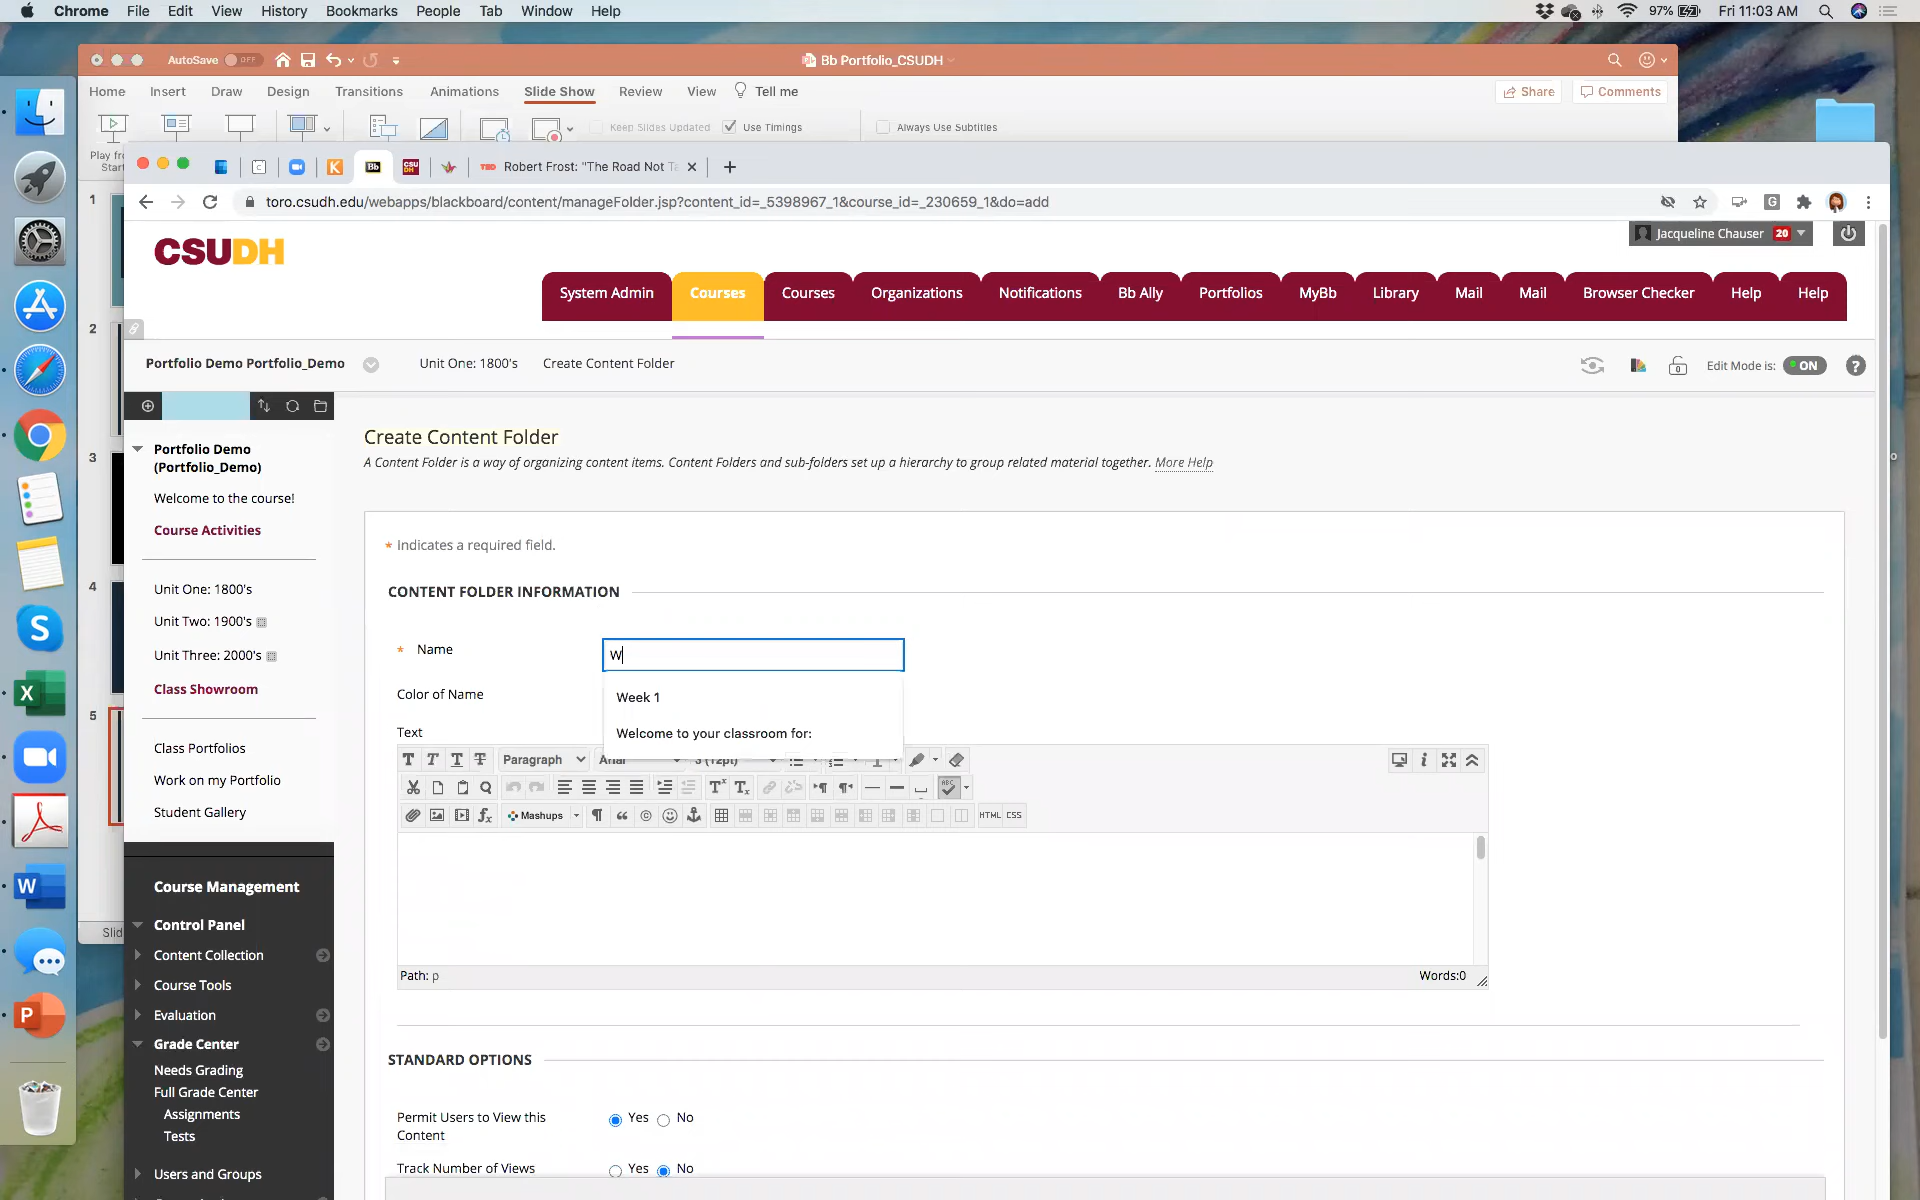 Chrome File Edit View History Bookmarks People Tab Window Help 97% Fri 11:03 AM
AutoSave OFF Bb Portfolio_CSUDH
Home Insert Draw Design Transitions Animations Slide Show Review View Tell me Share Comments
Keep Slides Updated Use Timings Always Use Subtitles
Play
Start
Robert Frost: "The Road Not
toro.csudh.edu/webapps/blackboard/content/manageFolder.jsp?content_id=_5398967_1&course_id=_230659_1&do=add
CSUDH
Jacqueline Chauser 20
System Admin Courses Courses Organizations Notifications Bb Ally Portfolios MyBb Library Mail Mail Browser Checker Help Help
Portfolio Demo Portfolio_Demo Unit One: 1800's Create Content Folder Edit Mode is: ON
Create Content Folder
A Content Folder is a way of organizing content items. Content Folders and sub-folders set up a hierarchy to group related material together. More Help
Portfolio Demo
(Portfolio_Demo)
Welcome to the course!
Course Activities
Unit One: 1800's
Unit Two: 1900's
Unit Three: 2000's
Class Showroom
Class Portfolios
Work on my Portfolio
Student Gallery
Course Management
Control Panel
Content Collection
Course Tools
Evaluation
Grade Center
Needs Grading
Full Grade Center
Assignments
Tests
Users and Groups
* Indicates a required field.
CONTENT FOLDER INFORMATION
* Name W
Week 1
Welcome to your classroom for:
Color of Name
Text
Paragraph Arial 3 (12pt)
Mashups HTML CSS
Path: p Words:0
STANDARD OPTIONS
Permit Users to View this
Content
Yes No
Track Number of Views Yes No
1
2
3
4
5
Slid